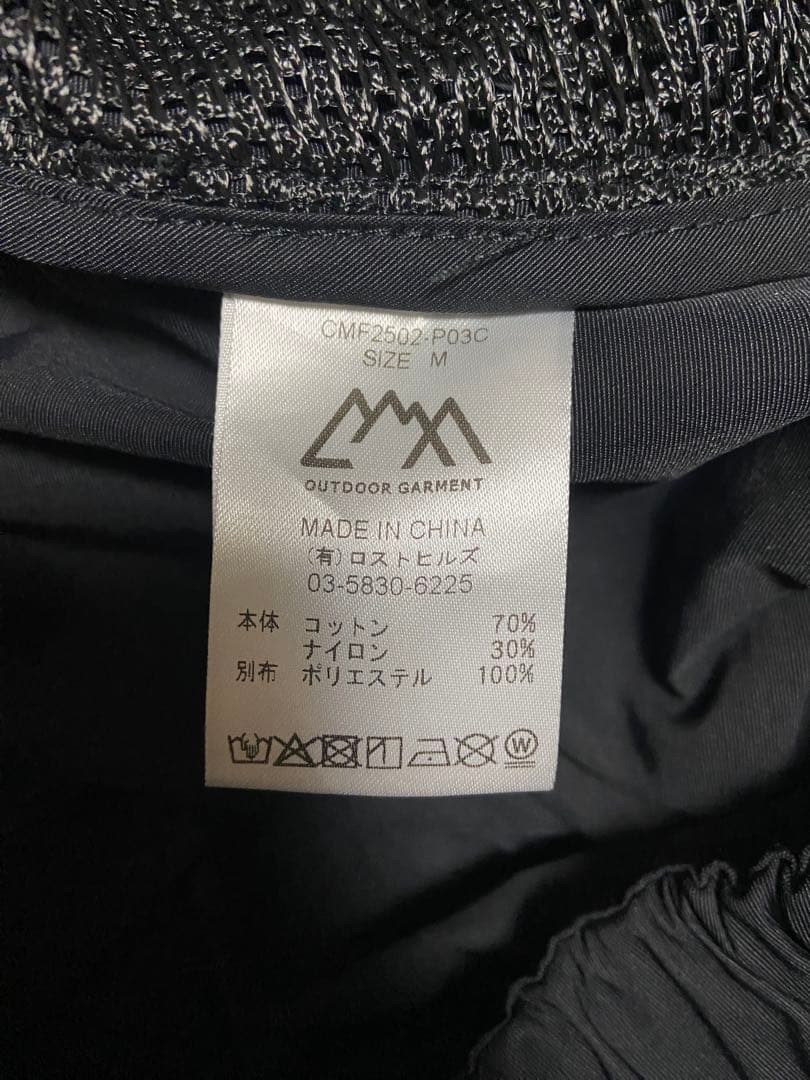 CMF2502-P03C
SIZE M
OUTDOOR GARMENT
MADE IN CHINA
(有)ロストヒルズ
03-5830-6225
本体 コットン 70%
ナイロン 30%
別布 ポリエステル 100%
W